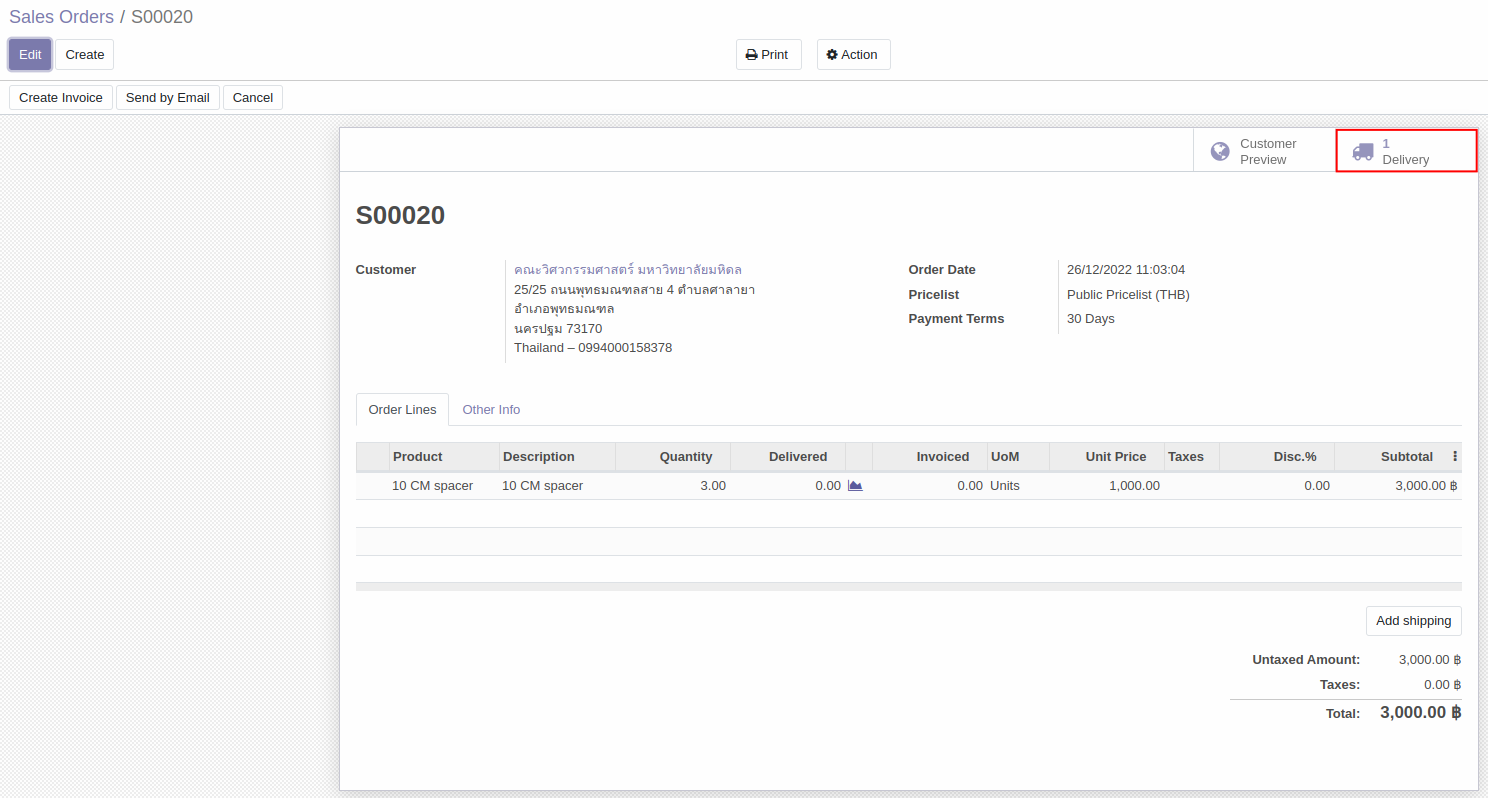 Sales Orders / S00020
Edit Create Print Action
Create Invoice Send by Email Cancel
Customer Preview
1 Delivery
S00020
Customer
คณะวิศวกรรมศาสตร์ มหาวิทยาลัยมหิดล
25/25 ถนนพุทธมณฑลสาย 4 ตำบลศาลายา
อำเภอพุทธมณฑล
นครปฐม 73170
Thailand – 0994000158378
Order Date 26/12/2022 11:03:04
Pricelist Public Pricelist (THB)
Payment Terms 30 Days
Order Lines Other Info
Product Description Quantity Delivered Invoiced UoM Unit Price Taxes Disc.% Subtotal
10 CM spacer 10 CM spacer 3.00 0.00 0.00 Units 1,000.00 0.00 3,000.00 ฿
Add shipping
Untaxed Amount: 3,000.00 ฿
Taxes: 0.00 ฿
Total: 3,000.00 ฿